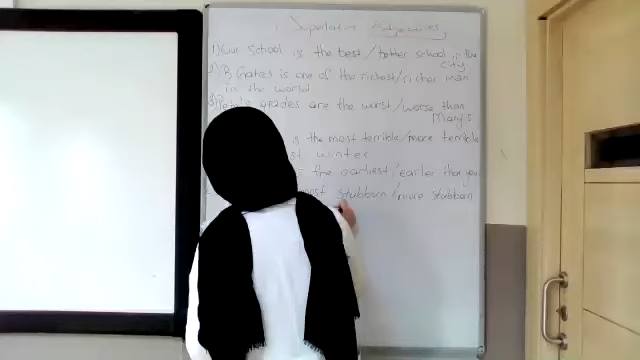 Superlative Adjectives
1) Our School is the best / better school in the
city
2) B Gates is one of the richest/richer man
in the world
3) Pete's grades are the worst / worse than
Mary's
is the most terrible/more terrible
of winter
the earliest / earlier than you
most stubborn / more stubborn